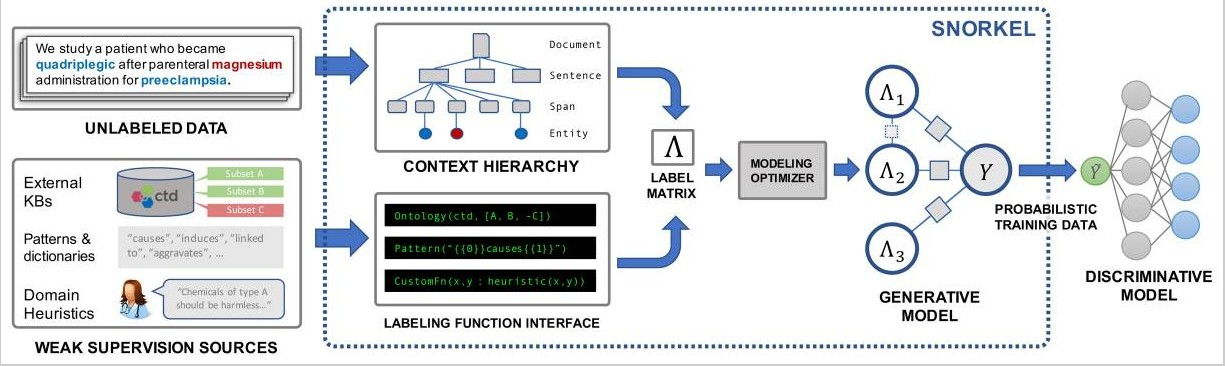 SNORKEL
We study a patient who became
quadriplegic after parenteral magnesium
administration for preeclampsia.
UNLABELED DATA
Document
Sentence
Span
Entity
CONTEXT HIERARCHY
External
KBs
ctd
Subset A
Subset B
Subset C
Patterns &
dictionaries
“causes”, “induces”, “linked
to”, “aggravates”, …
Domain
Heuristics
“Chemicals of type A
should be harmless…”
WEAK SUPERVISION SOURCES
Ontology(ctd, [A, B, -C])
Pattern("{{0}}causes{{1}}")
CustomFn(x,y : heuristic(x,y))
LABELING FUNCTION INTERFACE
Λ
LABEL
MATRIX
MODELING
OPTIMIZER
Λ1
Λ2
Λ3
Y
GENERATIVE
MODEL
PROBABILISTIC
TRAINING DATA
Ỹ
DISCRIMINATIVE
MODEL